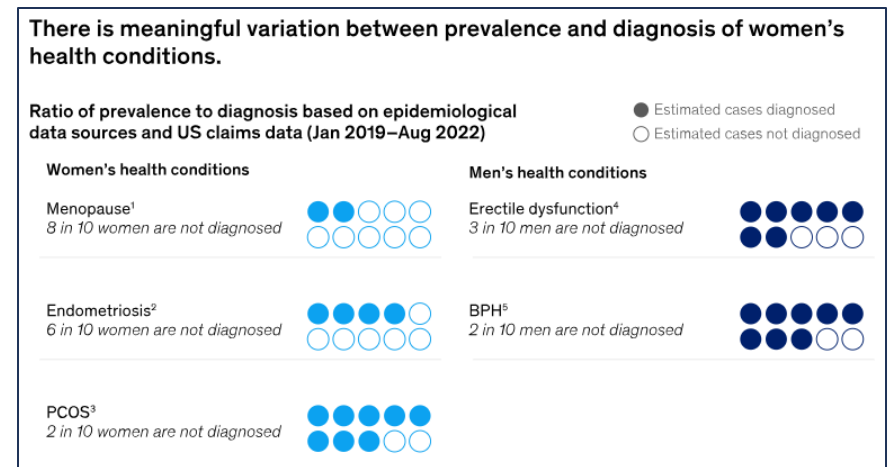 There is meaningful variation between prevalence and diagnosis of women's
health conditions.
Ratio of prevalence to diagnosis based on epidemiological
data sources and US claims data (Jan 2019–Aug 2022)
Estimated cases diagnosed
Estimated cases not diagnosed
Women's health conditions
Menopause¹
8 in 10 women are not diagnosed
Endometriosis²
6 in 10 women are not diagnosed
PCOS³
2 in 10 women are not diagnosed
Men's health conditions
Erectile dysfunction⁴
3 in 10 men are not diagnosed
BPH⁵
2 in 10 men are not diagnosed